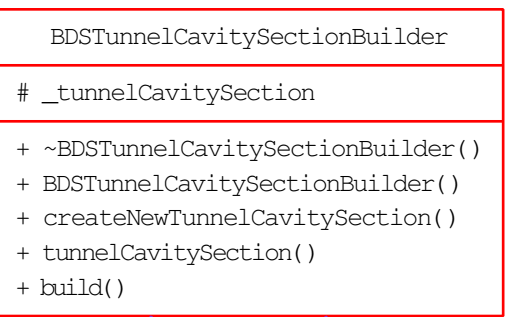 BDSTunnelCavitySectionBuilder
# _tunnelCavitySection
+ ~BDSTunnelCavitySectionBuilder()
+ BDSTunnelCavitySectionBuilder()
+ createNewTunnelCavitySection()
+ tunnelCavitySection()
+ build()